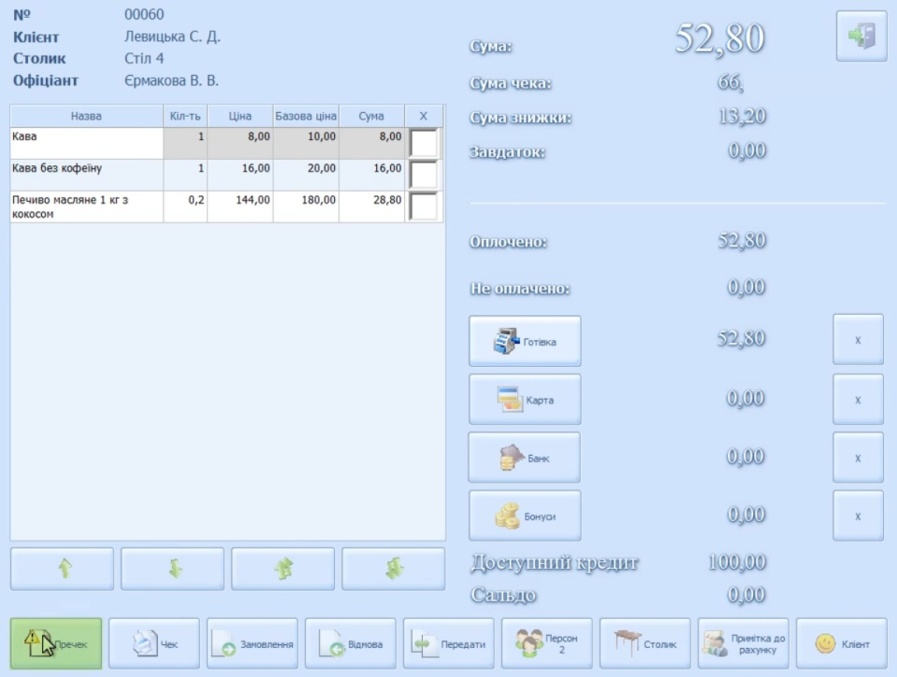 № 00060
Клієнт Левицька С. Д.
Столик Стіл 4
Офіціант Єрмакова В. В.
Назва Кіл-ть Ціна Базова ціна Сума X
Кава 1 8,00 10,00 8,00
Кава без кофеїну 1 16,00 20,00 16,00
Печиво масляне 1 кг з 0,2 144,00 180,00 28,80
кокосом
Сума: 52,80
Сума чека: 66,
Сума знижки: 13,20
Завдаток: 0,00
Оплочено: 52,80
Не оплачено: 0,00
Готівка 52,80 X
Карта 0,00 X
Банк 0,00 X
Бонуси 0,00 X
Доступний кредит 100,00
Сальдо 0,00
Пречек
Чек
Замовлення
Відмова
Передати
Персон
2
Столик
Примітка до
рахунку
Клієнт